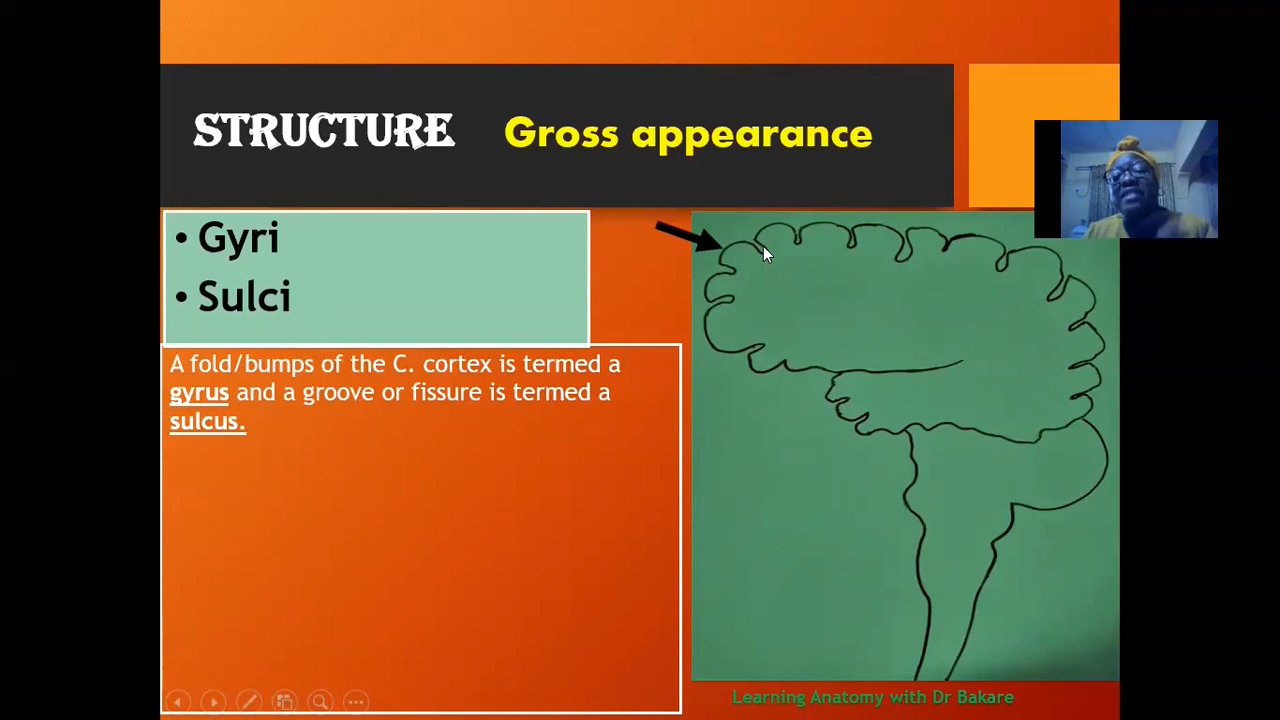 STRUCTURE Gross appearance
• Gyri
• Sulci
A fold/bumps of the C. cortex is termed a
gyrus and a groove or fissure is termed a
sulcus.
Learning Anatomy with Dr Bakare